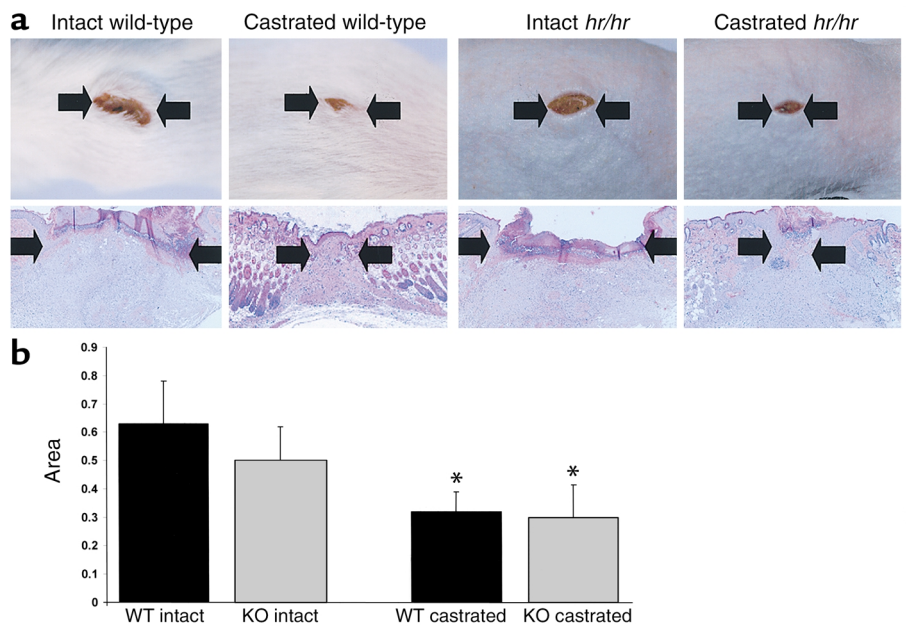 a Intact wild-type Castrated wild-type Intact hr/hr Castrated hr/hr
b
0.9
0.8
0.7
0.6
0.5
0.4
0.3
0.2
0.1
0
Area
* *
WT intact KO intact WT castrated KO castrated